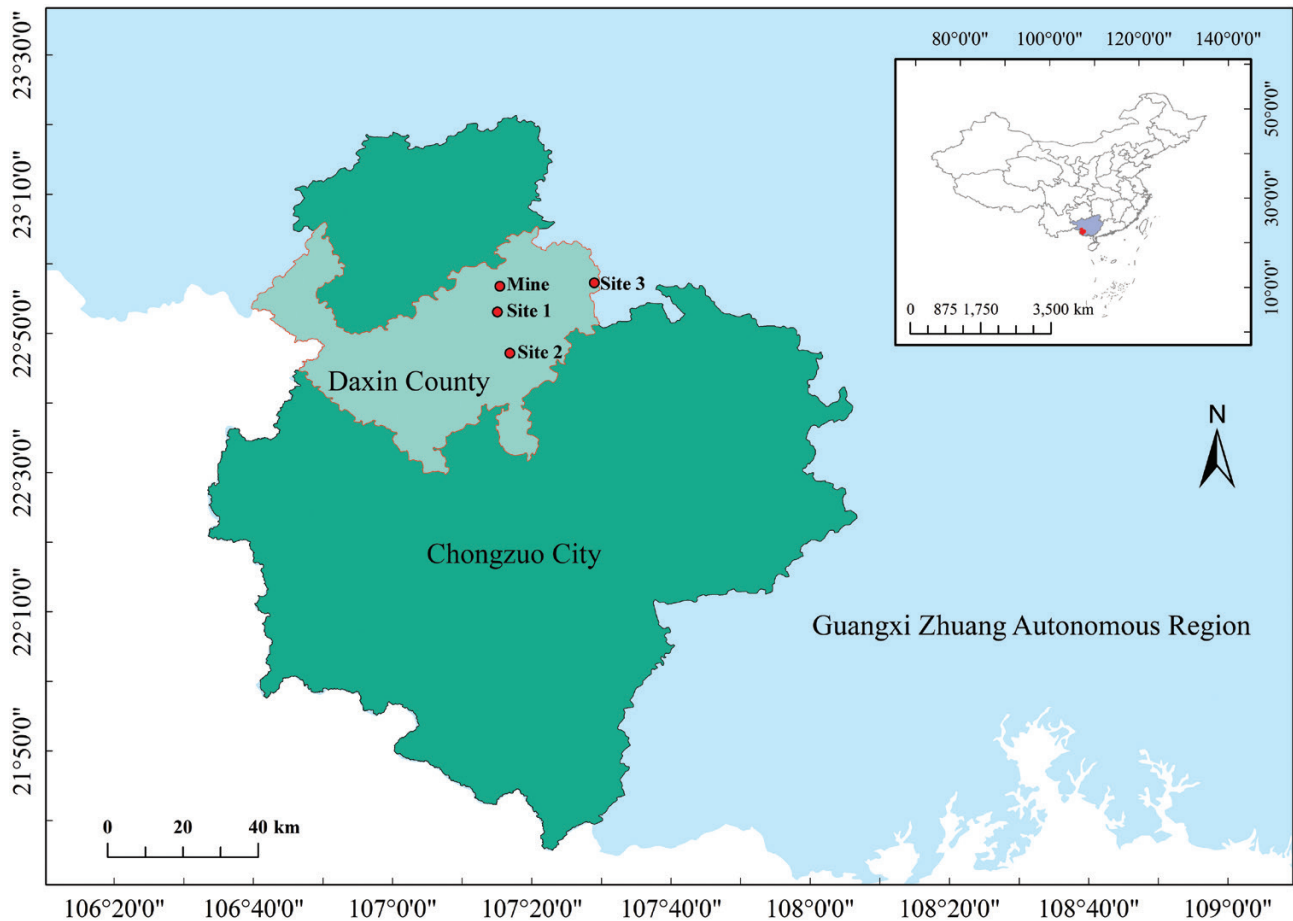 80°0'0" 100°0'0" 120°0'0" 140°0'0"
50°0'0"
30°0'0"
10°0'0"
0 875 1,750 3,500 km
23°30'0"
23°10'0"
22°50'0"
22°30'0"
22°10'0"
21°50'0"
Mine
Site 3
Site 1
Site 2
Daxin County
N
Chongzuo City
Guangxi Zhuang Autonomous Region
0 20 40 km
106°20'0" 106°40'0" 107°0'0" 107°20'0" 107°40'0" 108°0'0" 108°20'0" 108°40'0" 109°0'0"